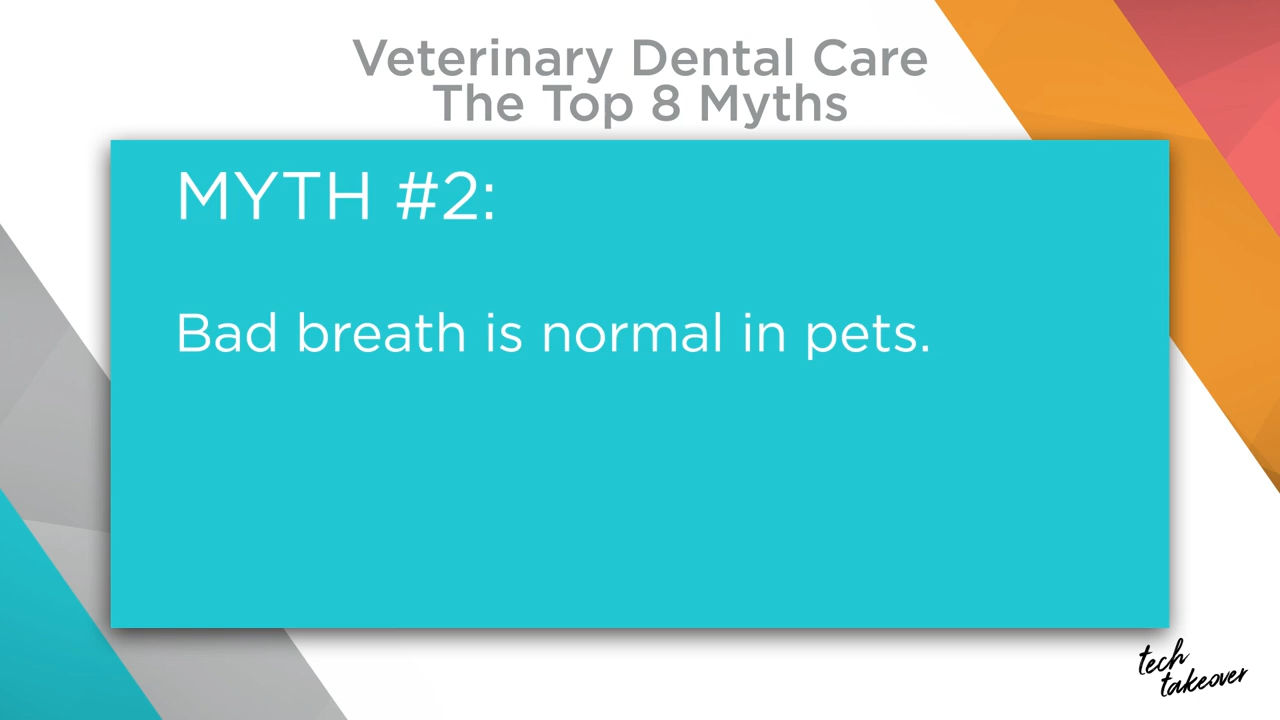 Veterinary Dental Care
The Top 8 Myths
MYTH #2:
Bad breath is normal in pets.
tech
takeover